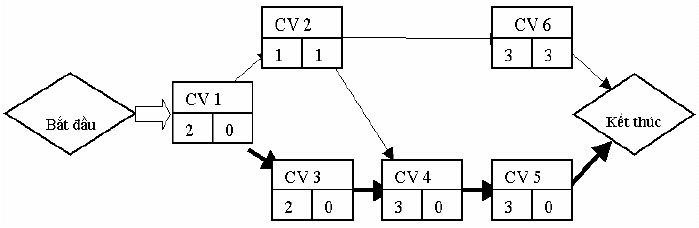 CV 2
1 1
CV 6
3 3
CV 1
2 0
Bắt đầu
Kết thúc
CV 3
2 0
CV 4
3 0
CV 5
3 0